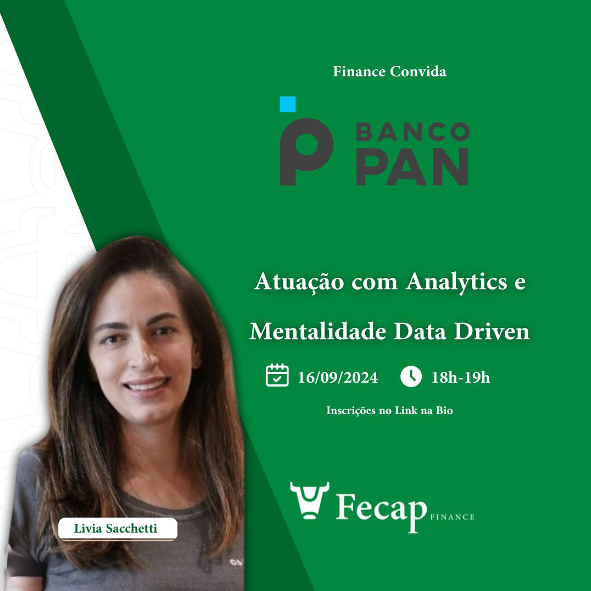 Finance Convida
BANCO
PAN
Atuação com Analytics e
Mentalidade Data Driven
16/09/2024 18h-19h
Inscrições no Link na Bio
Livia Sacchetti
Fecap FINANCE